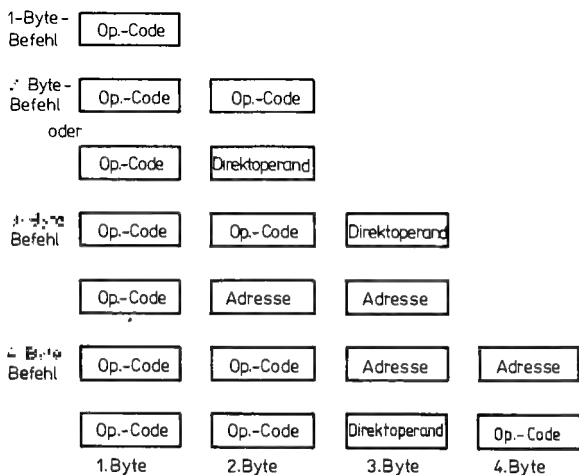 1-Byte-
Befehl Op.-Code
Byte-
Befehl Op.-Code Op.-Code
oder
Op.-Code Direktoperand
Befehl Op.-Code Op.-Code Direktoperand
Op.-Code Adresse Adresse
Byte
Befehl Op.-Code Op.-Code Adresse Adresse
Op.-Code Op.-Code Direktoperand Op.-Code
1.Byte 2.Byte 3.Byte 4.Byte